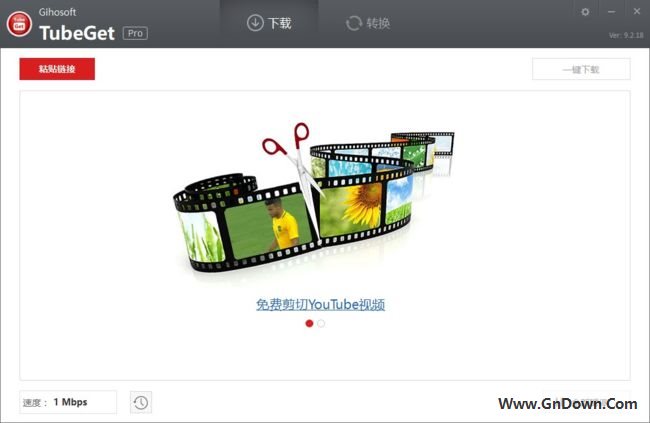 Gihosoft
TubeGet Pro
下载
转换
Ver: 9.2.18
粘贴链接
一键下载
免费剪切YouTube视频
速度： 1 Mbps
Www.GnDown.Com